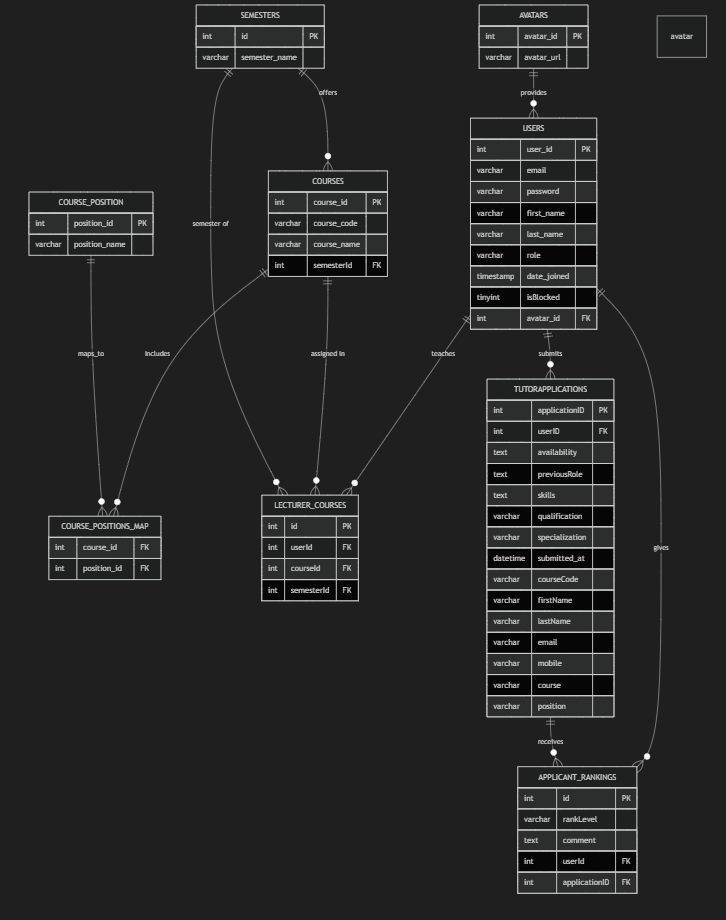 SEMESTERS
int id PK
varchar semester_name
AVATARS
int avatar_id PK
varchar avatar_url
avatar
offers
provides
USERS
int user_id PK
varchar email
varchar password
varchar first_name
varchar last_name
varchar role
timestamp date_joined
tinyint isBlocked
int avatar_id FK
COURSES
int course_id PK
varchar course_code
varchar course_name
int semesterId FK
COURSE_POSITION
int position_id PK
varchar position_name
semester of
maps_to
includes
assigned in
teaches
submits
TUTORAPPLICATIONS
int applicationID PK
int userID FK
text availability
text previousRole
text skills
varchar qualification
varchar specialization
datetime submitted_at
varchar courseCode
varchar firstName
varchar lastName
varchar email
varchar mobile
varchar course
varchar position
COURSE_POSITIONS_MAP
int course_id FK
int position_id FK
LECTURER_COURSES
int id PK
int userId FK
int courseId FK
int semesterId FK
gives
receives
APPLICANT_RANKINGS
int id PK
varchar rankLevel
text comment
int userId FK
int applicationID FK